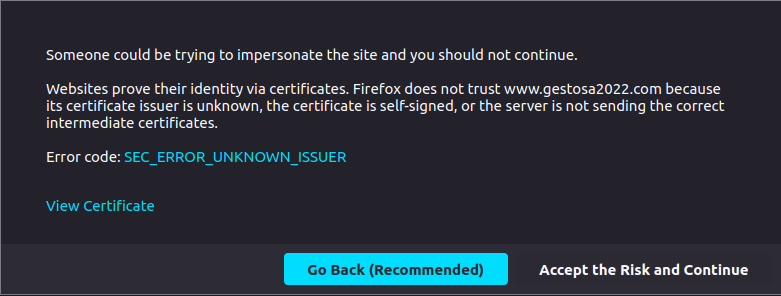 Someone could be trying to impersonate the site and you should not continue.
Websites prove their identity via certificates. Firefox does not trust www.gestosa2022.com because
its certificate issuer is unknown, the certificate is self-signed, or the server is not sending the correct
intermediate certificates.
Error code: SEC_ERROR_UNKNOWN_ISSUER
View Certificate
Go Back (Recommended)
Accept the Risk and Continue